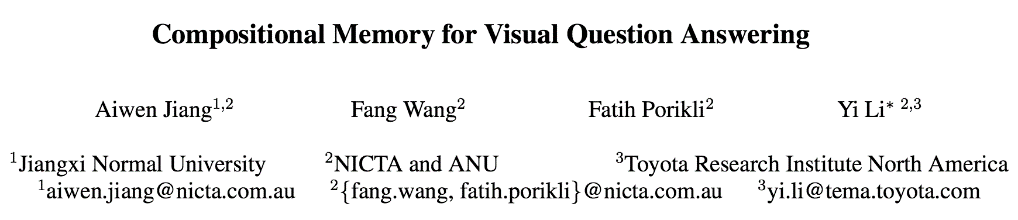 Compositional Memory for Visual Question Answering
Aiwen Jiang1,2 Fang Wang2 Fatih Porikli2 Yi Li* 2,3
1Jiangxi Normal University 2NICTA and ANU 3Toyota Research Institute North America
1aiwen.jiang@nicta.com.au 2{fang.wang, fatih.porikli}@nicta.com.au 3yi.li@tema.toyota.com